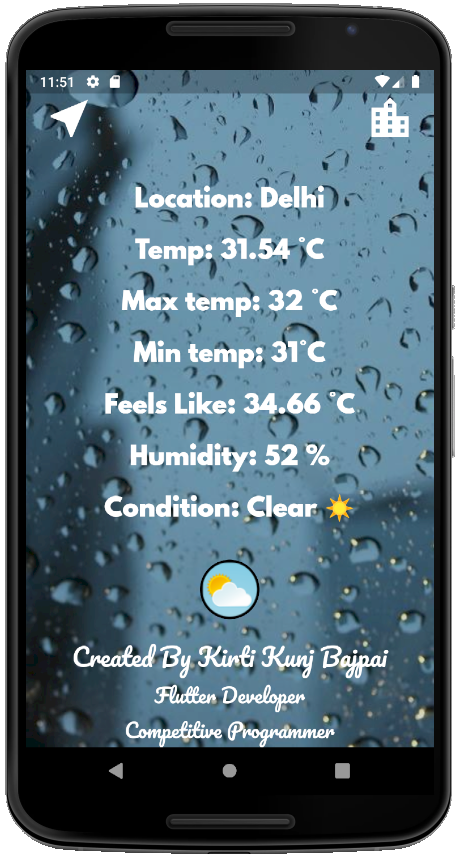 11:51
Location: Delhi
Temp: 31.54 °C
Max temp: 32 °C
Min temp: 31°C
Feels Like: 34.66 °C
Humidity: 52 %
Condition: Clear ☀
Created By Kirti Kunj Bajpai
Flutter Developer
Competitive Programmer